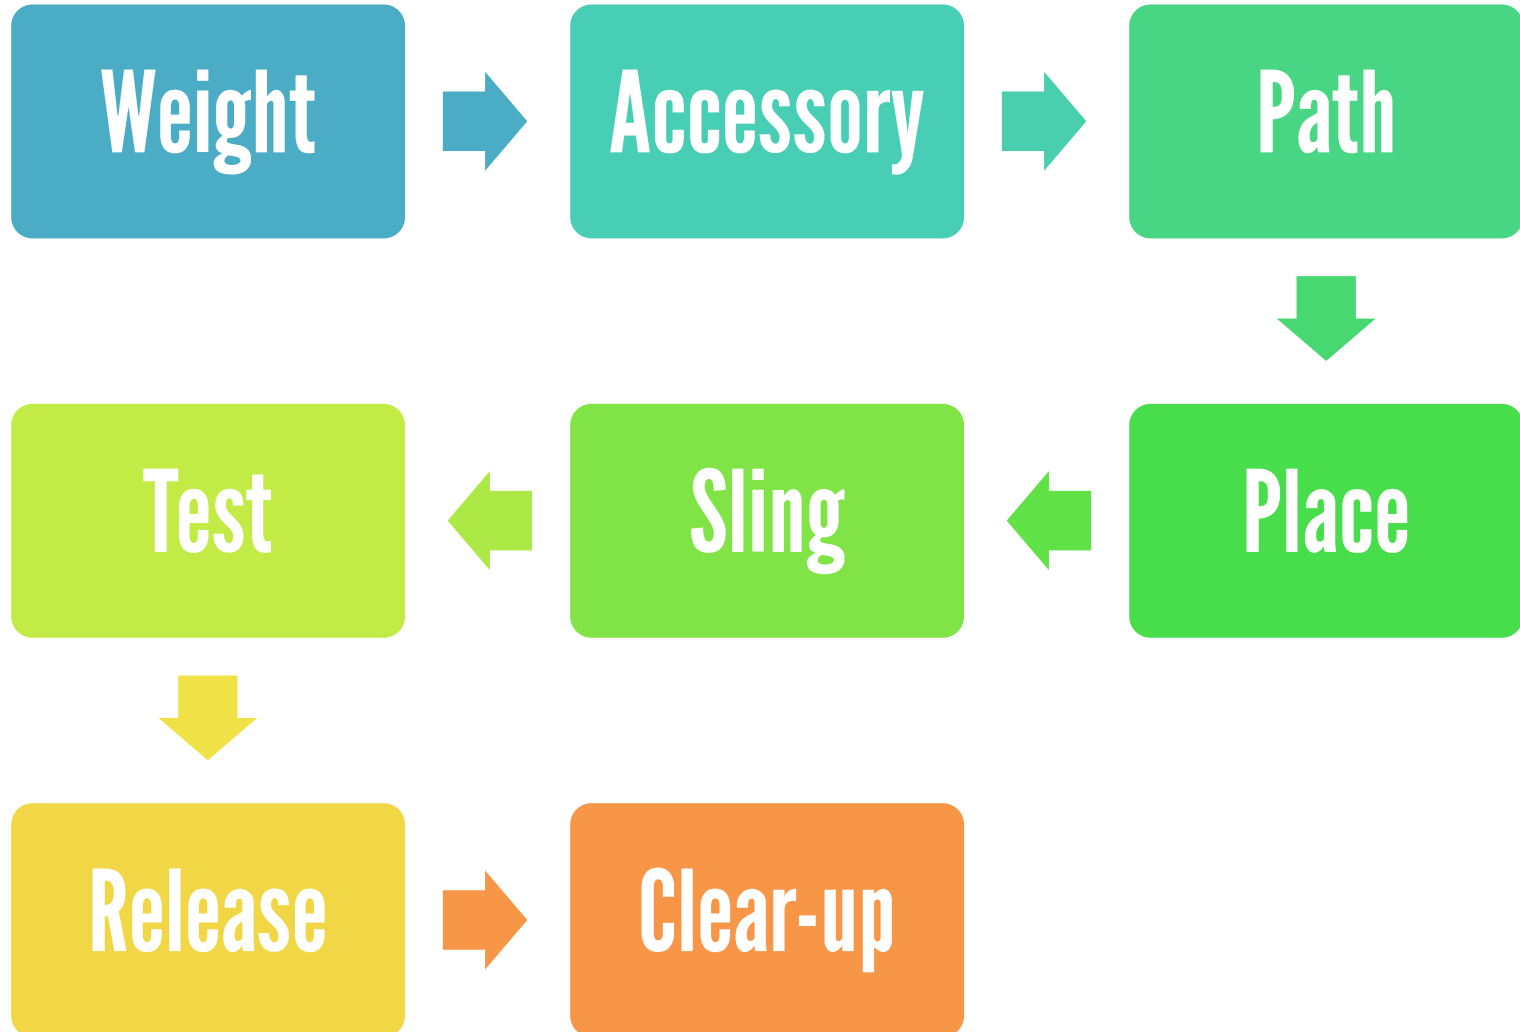 Weight
Accessory
Path
Place
Sling
Test
Release
Clear-up